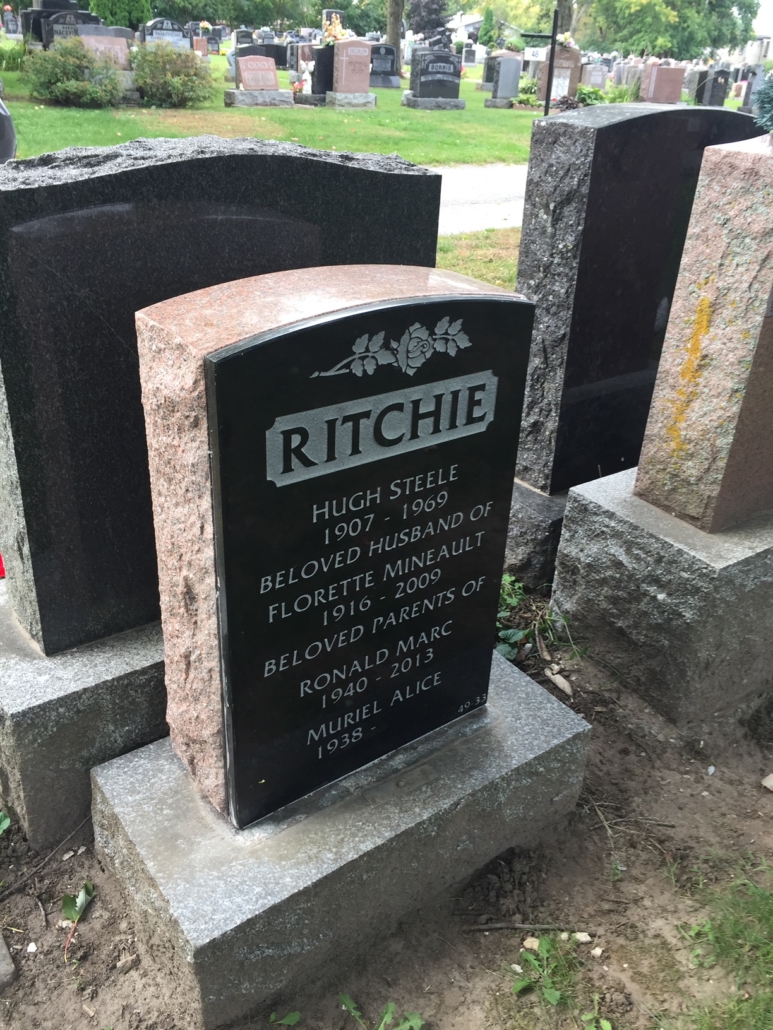 RITCHIE
HUGH STEELE
1907 - 1969
BELOVED HUSBAND OF
FLORETTE MINEAULT
1916 - 2009
BELOVED PARENTS OF
RONALD MARC
1940 - 2013
MURIEL ALICE
1938 -
49-33